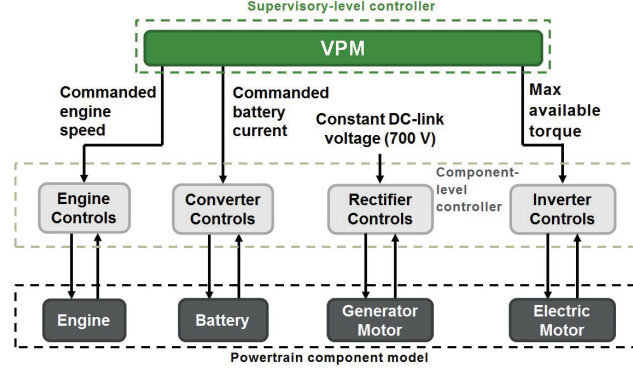 Supervisory-level controller
VPM
Commanded
engine
speed
Commanded
battery
current
Constant DC-link
voltage (700 V)
Max
available
torque
Component-
level
controller
Engine
Controls
Converter
Controls
Rectifier
Controls
Inverter
Controls
Engine
Battery
Generator
Motor
Electric
Motor
Powertrain component model